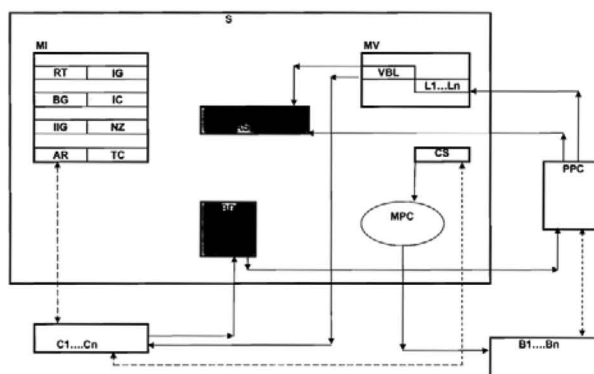 S
MI
MV
RT IG
VBL
L1...Ln
BG IC
IIG NZ
AR TC
CS
PPC
MPC
C1....Cn
B1....Bn